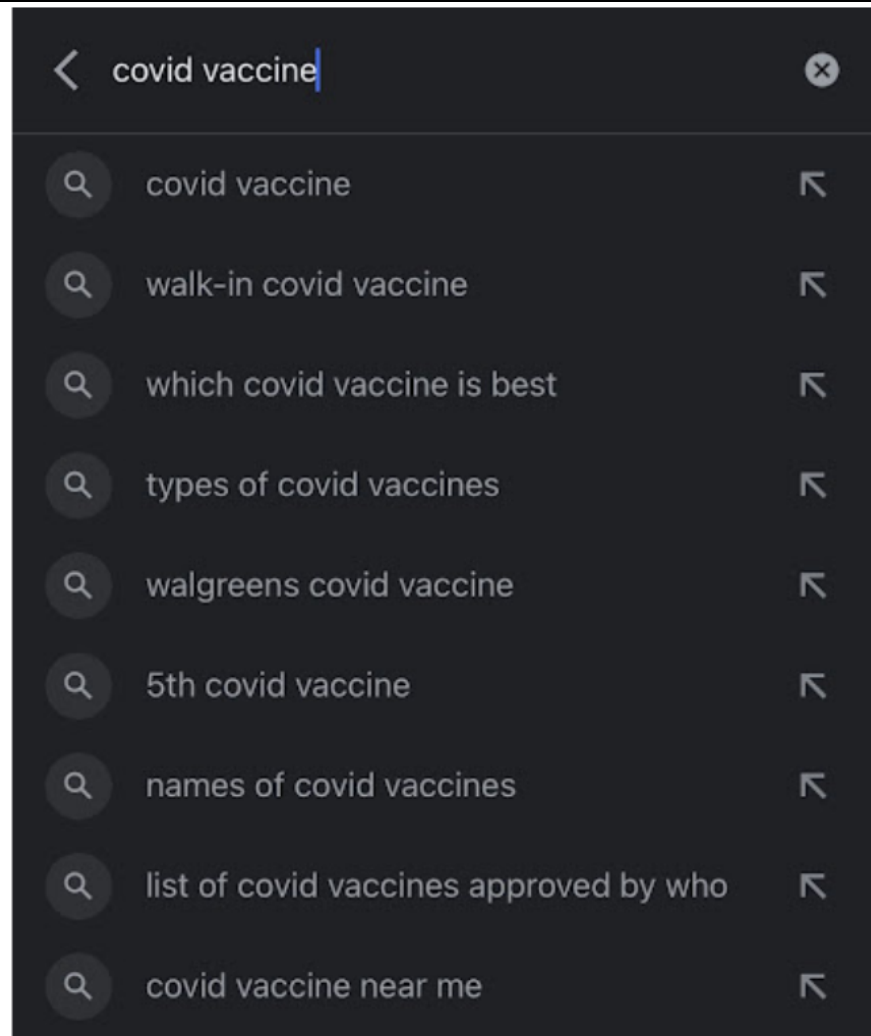 covid vaccine
covid vaccine
walk-in covid vaccine
which covid vaccine is best
types of covid vaccines
walgreens covid vaccine
5th covid vaccine
names of covid vaccines
list of covid vaccines approved by who
covid vaccine near me